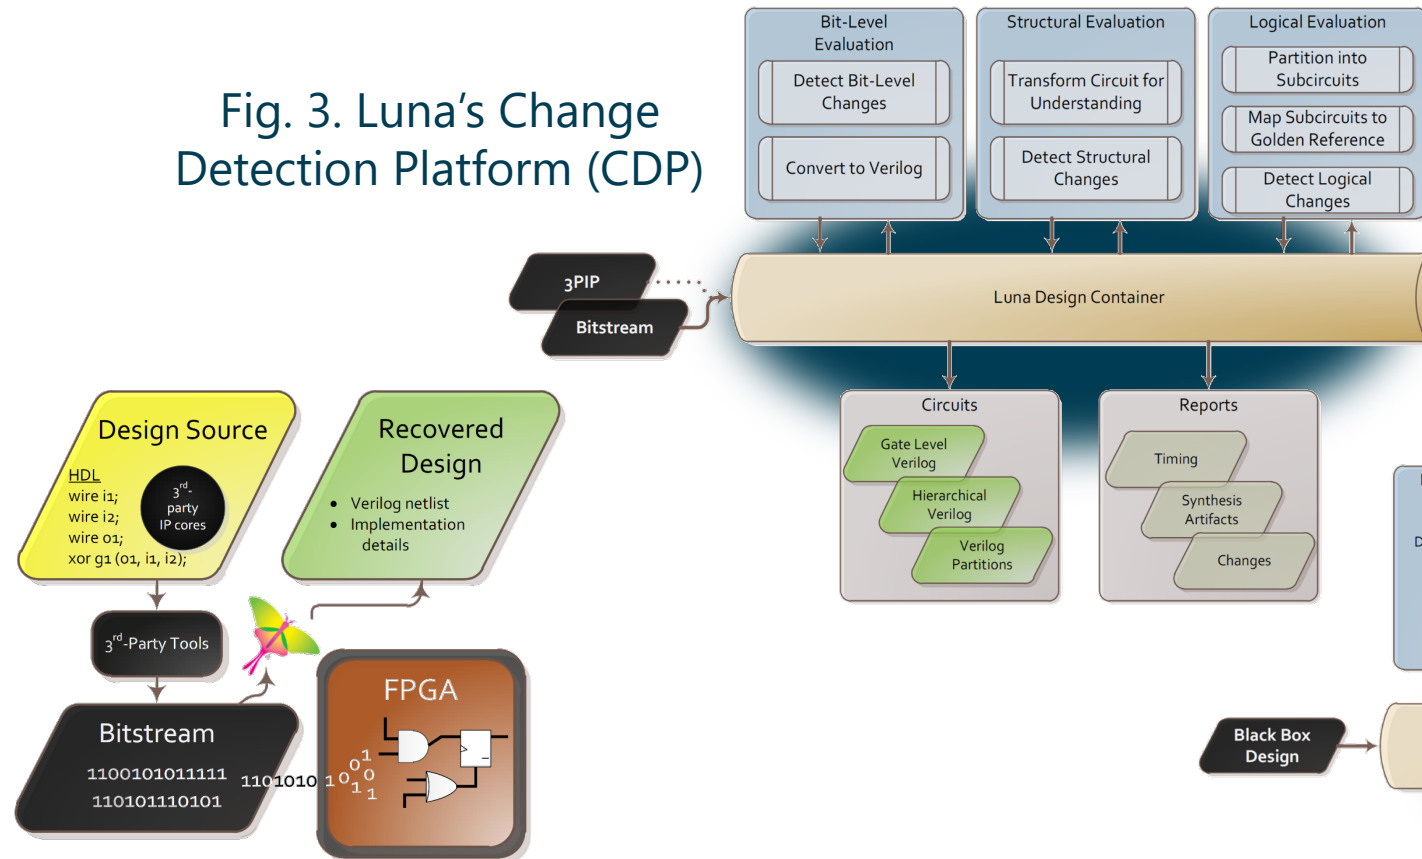 Fig. 3. Luna's Change
Detection Platform (CDP)
Bit-Level
Evaluation
Detect Bit-Level
Changes
Convert to Verilog
Structural Evaluation
Transform Circuit for
Understanding
Detect Structural
Changes
Logical Evaluation
Partition into
Subcircuits
Map Subcircuits to
Golden Reference
Detect Logical
Changes
3PIP
Bitstream
Luna Design Container
Circuits
Gate Level
Verilog
Hierarchical
Verilog
Verilog
Partitions
Reports
Timing
Synthesis
Artifacts
Changes
Design Source
HDL
wire i1;
wire i2;
wire o1;
xor g1 (o1, i1, i2);
3rd-
party
IP cores
Recovered
Design
• Verilog netlist
• Implementation
details
3rd-Party Tools
Bitstream
1100101011111
110101110101
1101010 1
FPGA
Black Box
Design